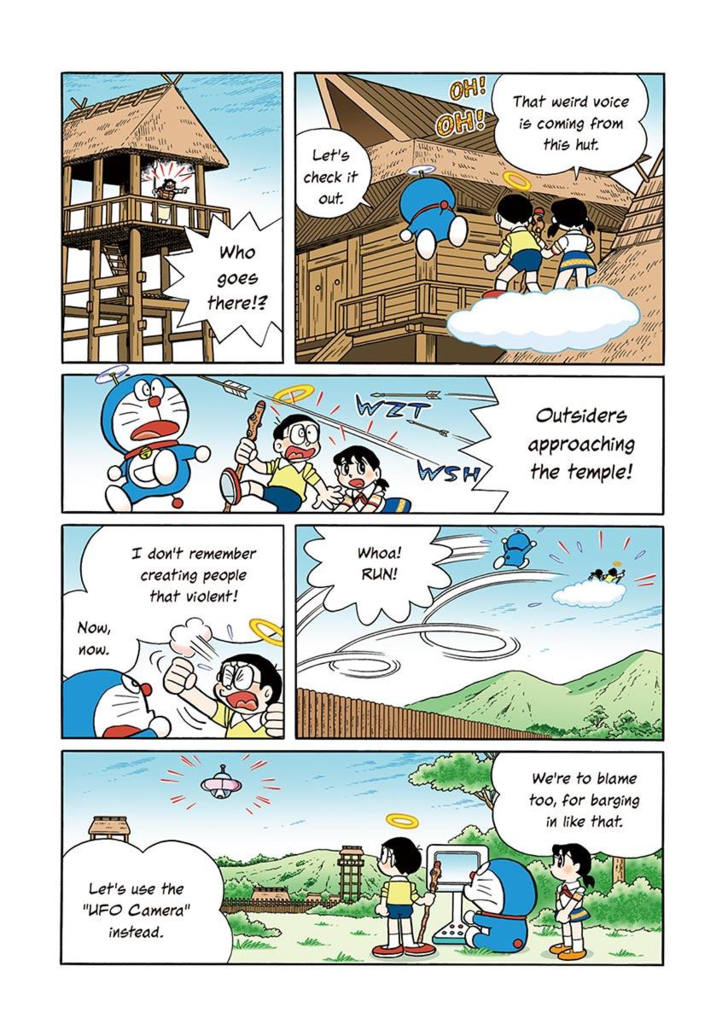 Who
goes
there!?
OH!
OH!
That weird voice
is coming from
this hut.
Let's
check it
out.
WZT
WSH
Outsiders
approaching
the temple!
I don't remember
creating people
that violent!
Now,
now.
Whoa!
RUN!
We're to blame
too, for barging
in like that.
Let's use the
"UFO Camera"
instead.